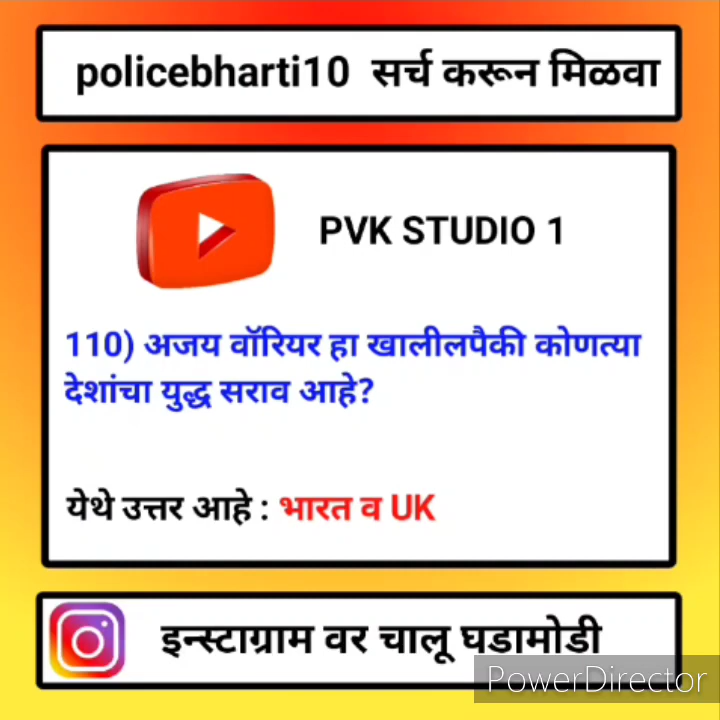 policebharti10 सर्च करून मिळवा
PVK STUDIO 1
110) अजय वॉरियर हा खालीलपैकी कोणत्या
देशांचा युद्ध सराव आहे?
येथे उत्तर आहे : भारत व UK
इन्स्टाग्राम वर चालू घडामोडी
PowerDirector